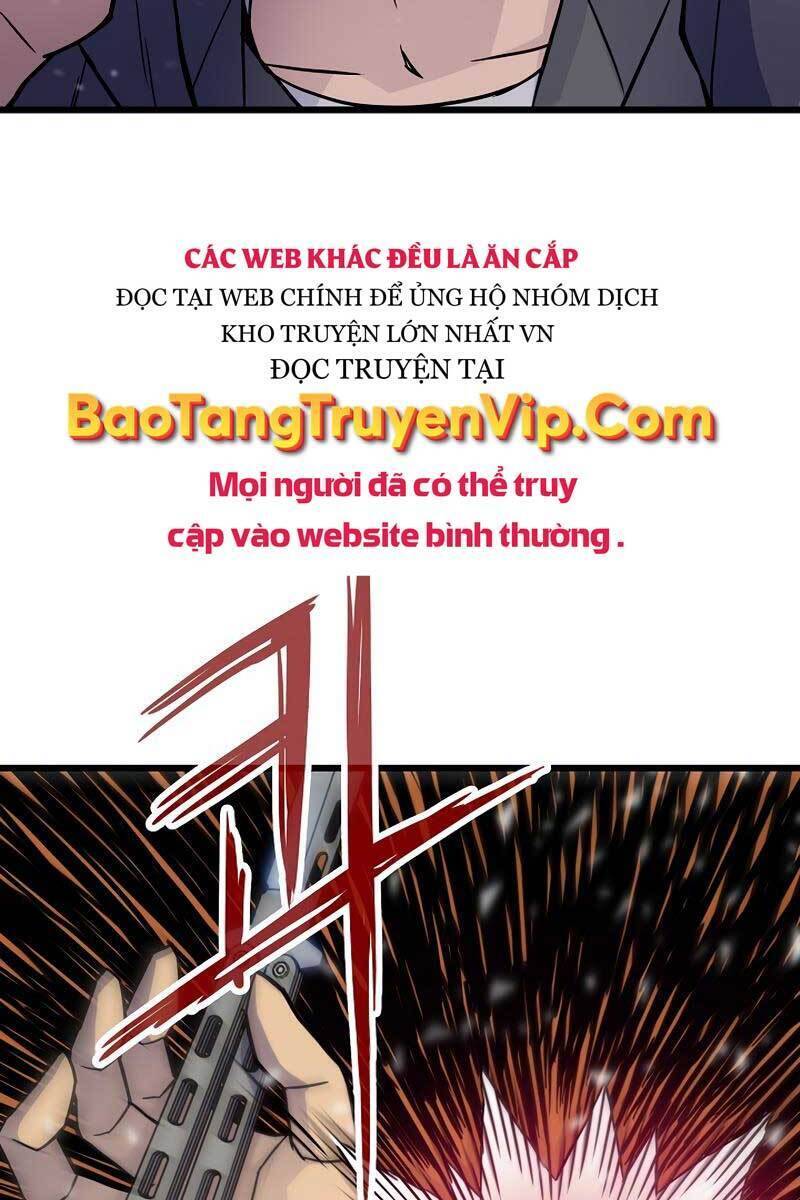 CÁC WEB KHÁC ĐỀU LÀ ĂN CẮP
ĐỌC TẠI WEB CHÍNH ĐỂ ỦNG HỘ NHÓM DỊCH
KHO TRUYỆN LỚN NHẤT VN
ĐỌC TRUYỆN TẠI
BaoTangTruyenVip.Com
Mọi người đã có thể truy
cập vào website bình thường.